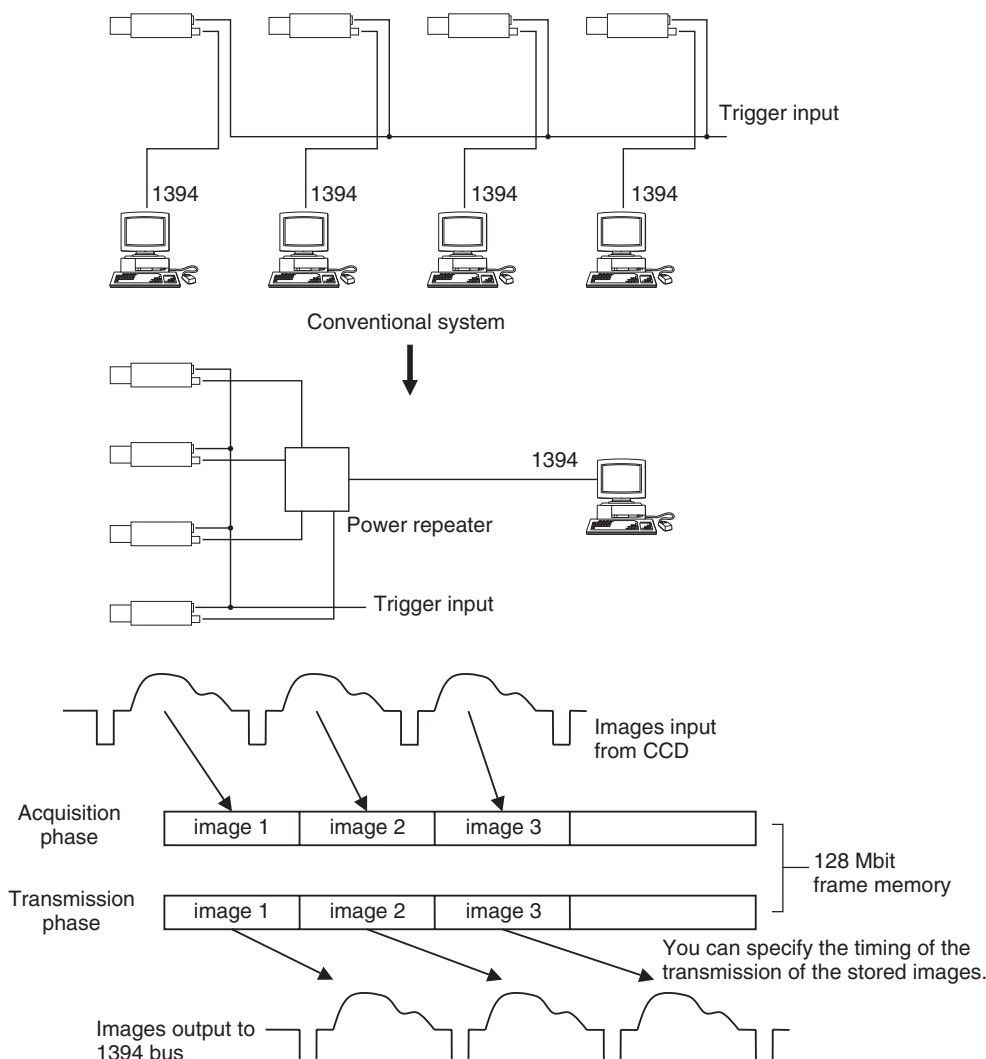 Trigger input
1394 1394 1394 1394
Conventional system
1394
Power repeater
Trigger input
Images input
from CCD
Acquisition
phase
image 1 image 2 image 3
128 Mbit
frame memory
Transmission
phase
image 1 image 2 image 3
You can specify the timing of the
transmission of the stored images.
Images output to
1394 bus